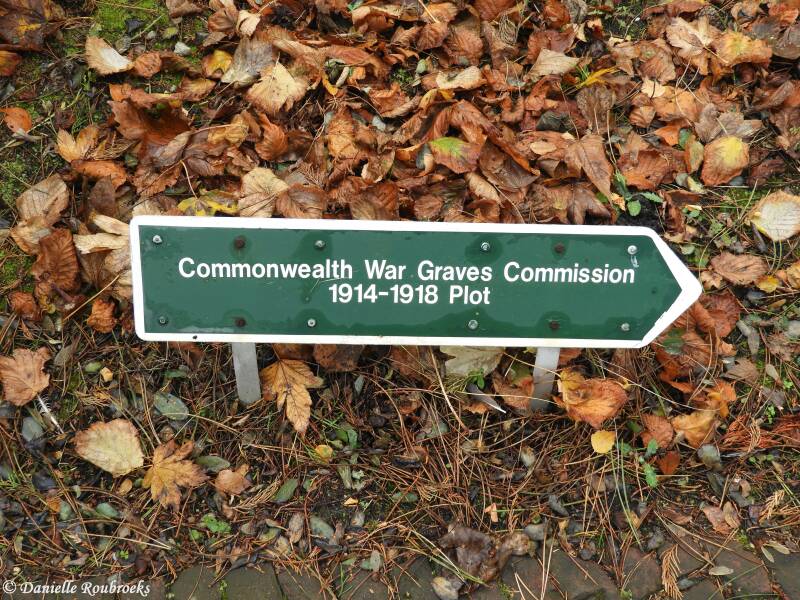 Commonwealth War Graves Commission
1914-1918 Plot
© Danielle Roubroeks